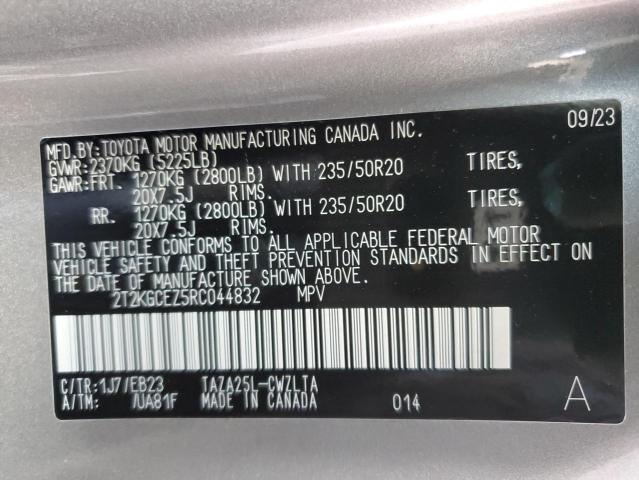 MFD.BY:TOYOTA MOTOR MANUFACTURING CANADA INC. 09/23
GVWR:2370KG (5225LB)
GAWR:FRT. 1270KG (2800LB) WITH 235/50R20 TIRES,
20X7.5J RIMS.
RR. 1270KG (2800LB) WITH 235/50R20 TIRES,
20X7.5J RIMS.
THIS VEHICLE CONFORMS TO ALL APPLICABLE FEDERAL MOTOR
VEHICLE SAFETY AND THEFT PREVENTION STANDARDS IN EFFECT ON
THE DATE OF MANUFACTURE SHOWN ABOVE.
2T2KGCEZ5RC044832 MPV
C/TR:1J7/EB23 TAZA25L-CWZLTA
A/TM: /UA81F MADE IN CANADA 014 A